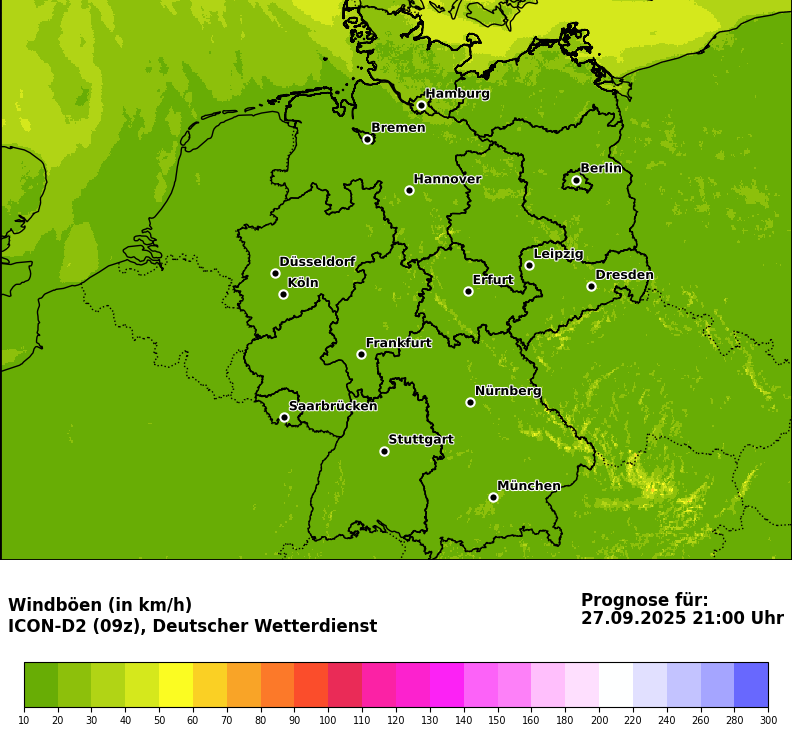 Hamburg
Bremen
Berlin
Hannover
Leipzig
Düsseldorf
Dresden
Köln
Erfurt
Frankfurt
Nürnberg
Saarbrücken
Stuttgart
München
Windböen (in km/h)
ICON-D2 (09z), Deutscher Wetterdienst
Prognose für:
27.09.2025 21:00 Uhr
10 20 30 40 50 60 70 80 90 100 110 120 130 140 150 160 180 200 220 240 260 280 300